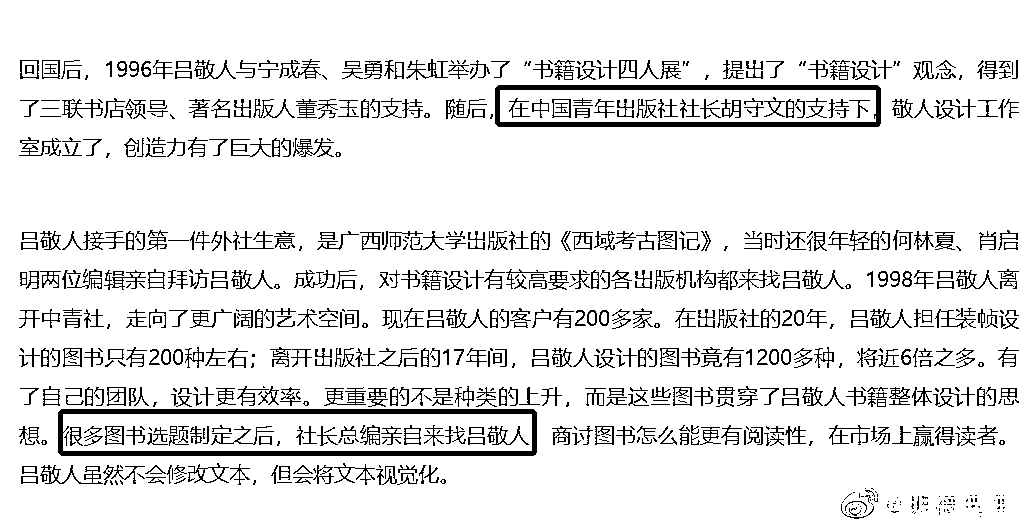 回国后，1996年吕敬人与宁成春、吴勇和朱虹举办了“书籍设计四人展”，提出了“书籍设计”观念，得到
了三联书店领导、著名出版人董秀玉的支持。随后，在中国青年出版社社长胡守文的支持下，敬人设计工作
室成立了，创造力有了巨大的爆发。
吕敬人接手的第一件外社生意，是广西师范大学出版社的《西域考古图记》，当时还很年轻的何林夏、肖启
明两位编辑亲自拜访吕敬人。成功后，对书籍设计有较高要求的各出版机构都来找吕敬人。1998年吕敬人离
开中青社，走向了更广阔的艺术空间。现在吕敬人的客户有200多家。在出版社的20年，吕敬人担任装帧设
计的图书只有200种左右；离开出版社之后的17年间，吕敬人设计的图书竟有1200多种，将近6倍之多。有
了自己的团队，设计更有效率。更重要的不是种类的上升，而是这些图书贯穿了吕敬人书籍整体设计的思
想。很多图书选题制定之后，社长总编亲自来找吕敬人 商讨图书怎么能更有阅读性，在市场上赢得读者。
吕敬人虽然不会修改文本，但会将文本视觉化。